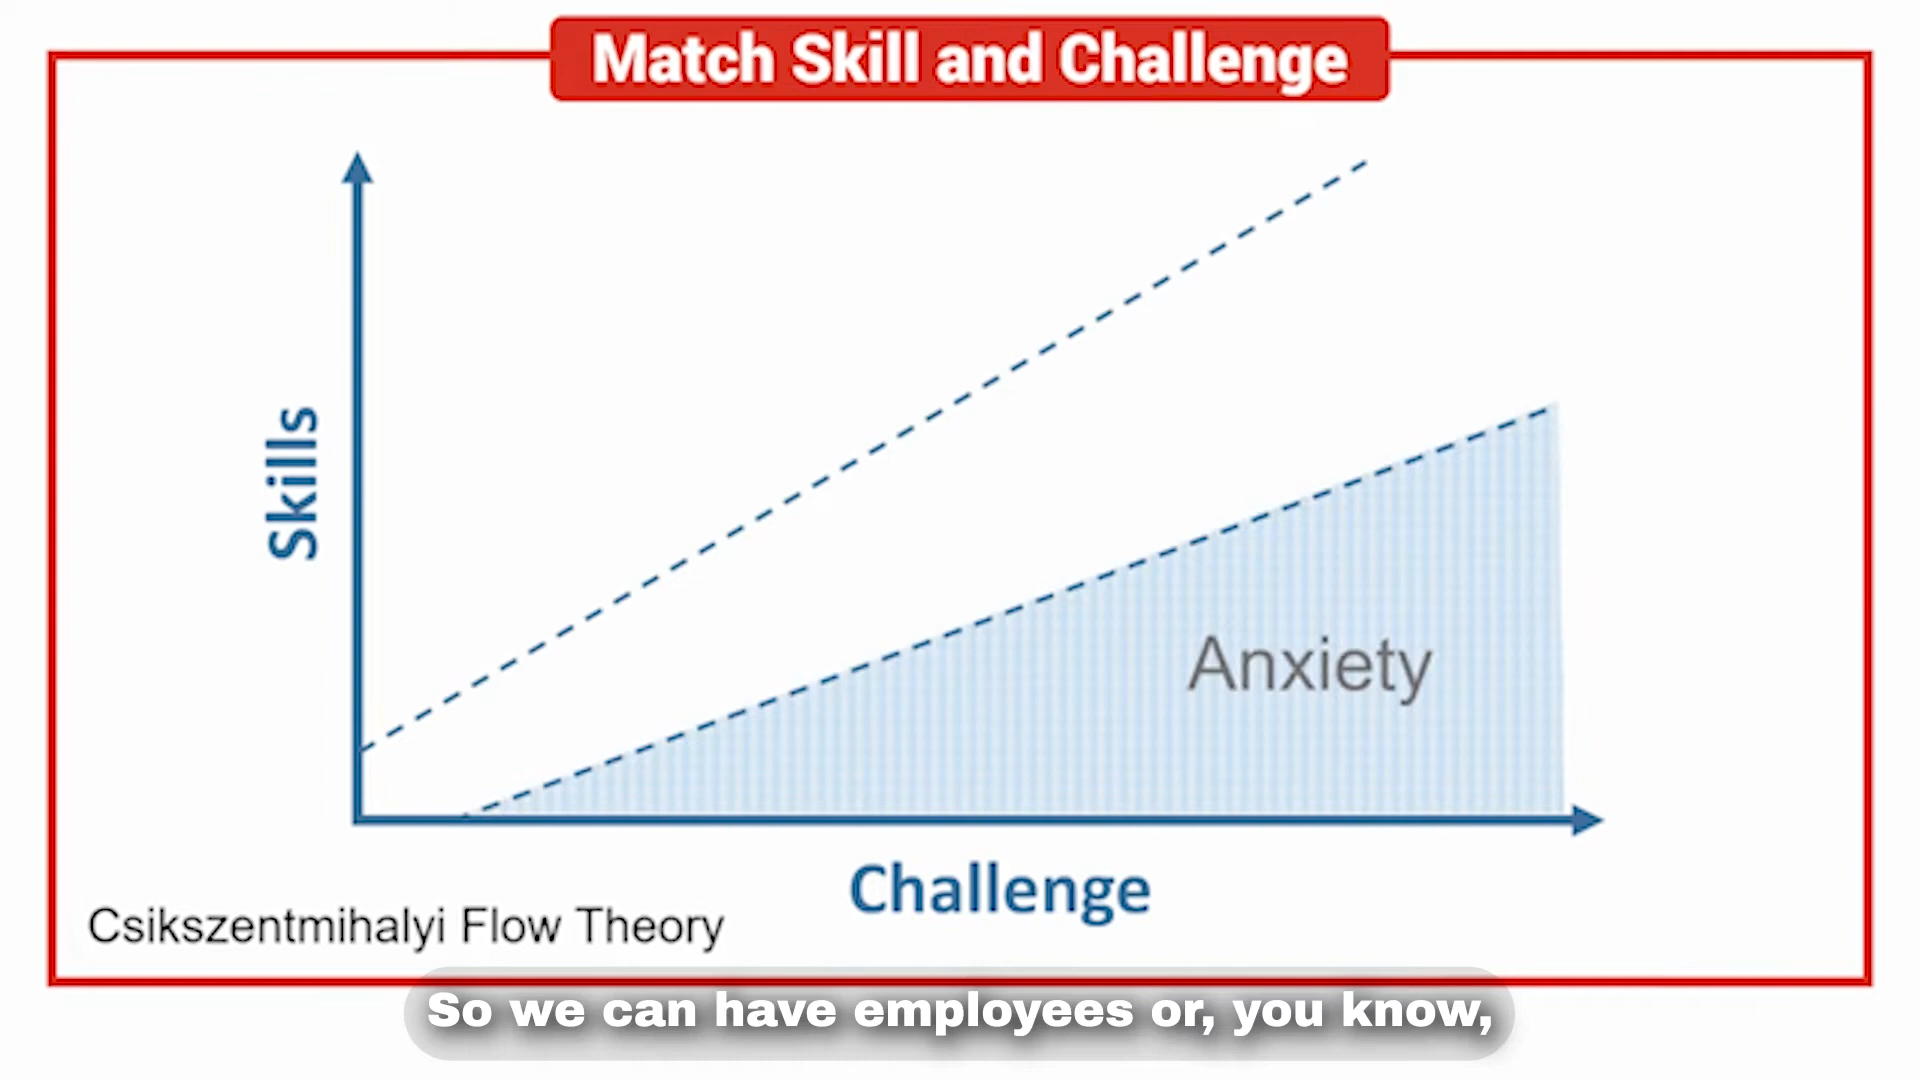 Match Skill and Challenge
Skills
Anxiety
Challenge
Csikszentmihalyi Flow Theory
So we can have employees or, you know,